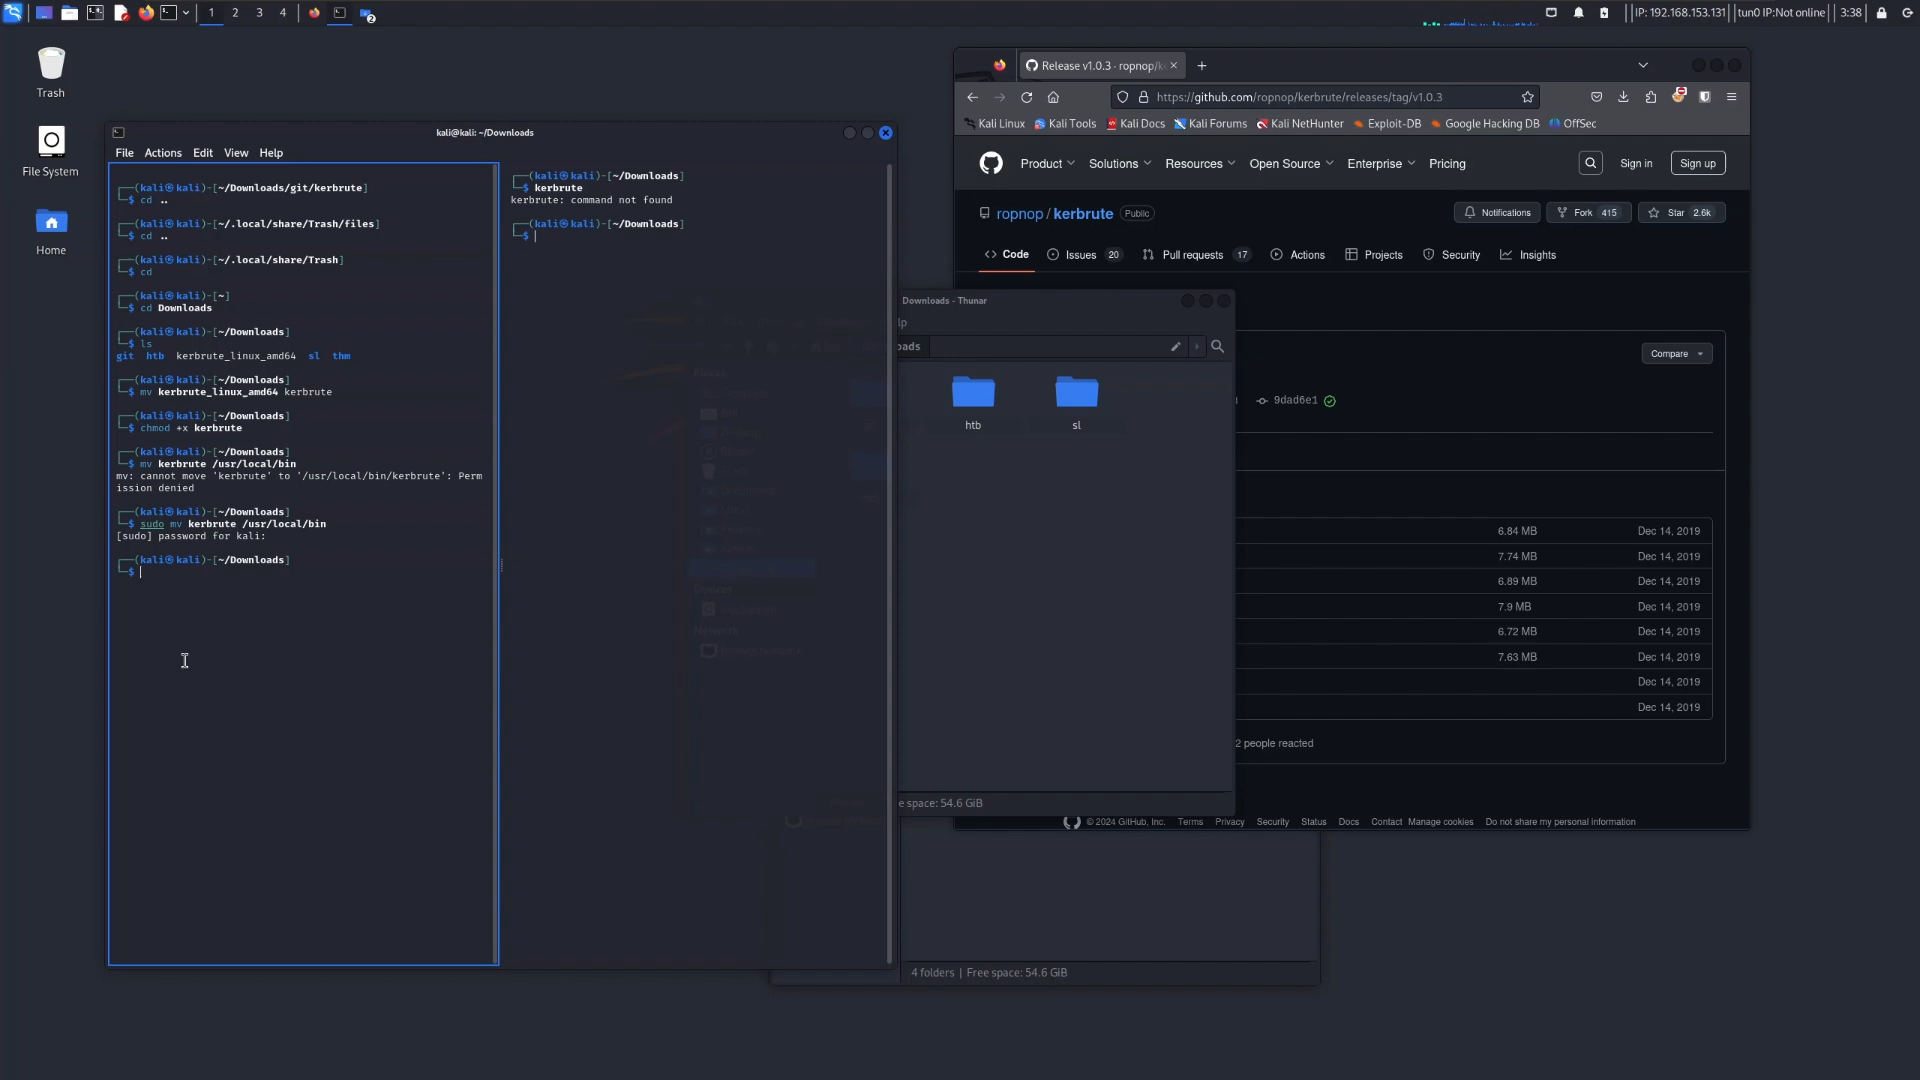 1
2
3
4
2
IP: 192.168.153.131
tun0 IP:Not online
3:38
Trash
File System
Home
kali@kali: ~/Downloads
File Actions Edit View Help
┌──(kali㉿kali)-[~/Downloads/git/kerbrute]
└─$ cd ..
┌──(kali㉿kali)-[~/.local/share/Trash/files]
└─$ cd ..
┌──(kali㉿kali)-[~/.local/share/Trash]
└─$ cd
┌──(kali㉿kali)-[~]
└─$ cd Downloads
┌──(kali㉿kali)-[~/Downloads]
└─$ ls
git htb kerbrute_linux_amd64 sl thm
┌──(kali㉿kali)-[~/Downloads]
└─$ mv kerbrute_linux_amd64 kerbrute
┌──(kali㉿kali)-[~/Downloads]
└─$ chmod +x kerbrute
┌──(kali㉿kali)-[~/Downloads]
└─$ mv kerbrute /usr/local/bin
mv: cannot move 'kerbrute' to '/usr/local/bin/kerbrute': Perm
ission denied
┌──(kali㉿kali)-[~/Downloads]
└─$ sudo mv kerbrute /usr/local/bin
[sudo] password for kali:
┌──(kali㉿kali)-[~/Downloads]
└─$
┌──(kali㉿kali)-[~/Downloads]
└─$ kerbrute
kerbrute: command not found
┌──(kali㉿kali)-[~/Downloads]
└─$
Downloads - Thunar
lp
oads
htb
sl
e space: 54.6 GiB
4 folders | Free space: 54.6 GiB
Release v1.0.3 · ropnop/k
https://github.com/ropnop/kerbrute/releases/tag/v1.0.3
Kali Linux Kali Tools Kali Docs Kali Forums Kali NetHunter Exploit-DB Google Hacking DB OffSec
Product Solutions Resources Open Source Enterprise Pricing
Sign in
Sign up
ropnop / kerbrute Public
Notifications
Fork 415
Star 2.6k
Code Issues 20 Pull requests 17 Actions Projects Security Insights
Compare
9dad6e1
6.84 MB Dec 14, 2019
7.74 MB Dec 14, 2019
6.89 MB Dec 14, 2019
7.9 MB Dec 14, 2019
6.72 MB Dec 14, 2019
7.63 MB Dec 14, 2019
Dec 14, 2019
Dec 14, 2019
2 people reacted
© 2024 GitHub, Inc. Terms Privacy Security Status Docs Contact Manage cookies Do not share my personal information